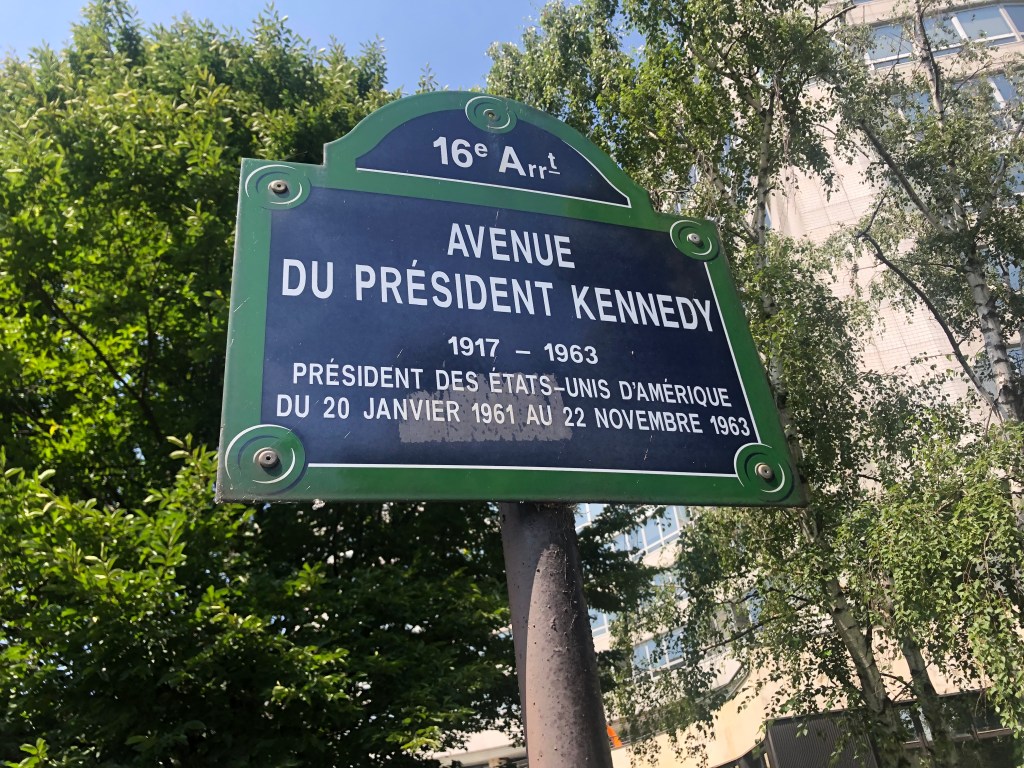 16e Arrt
AVENUE
DU PRÉSIDENT KENNEDY
1917 – 1963
PRÉSIDENT DES ÉTATS-UNIS D'AMÉRIQUE
DU 20 JANVIER 1961 AU 22 NOVEMBRE 1963